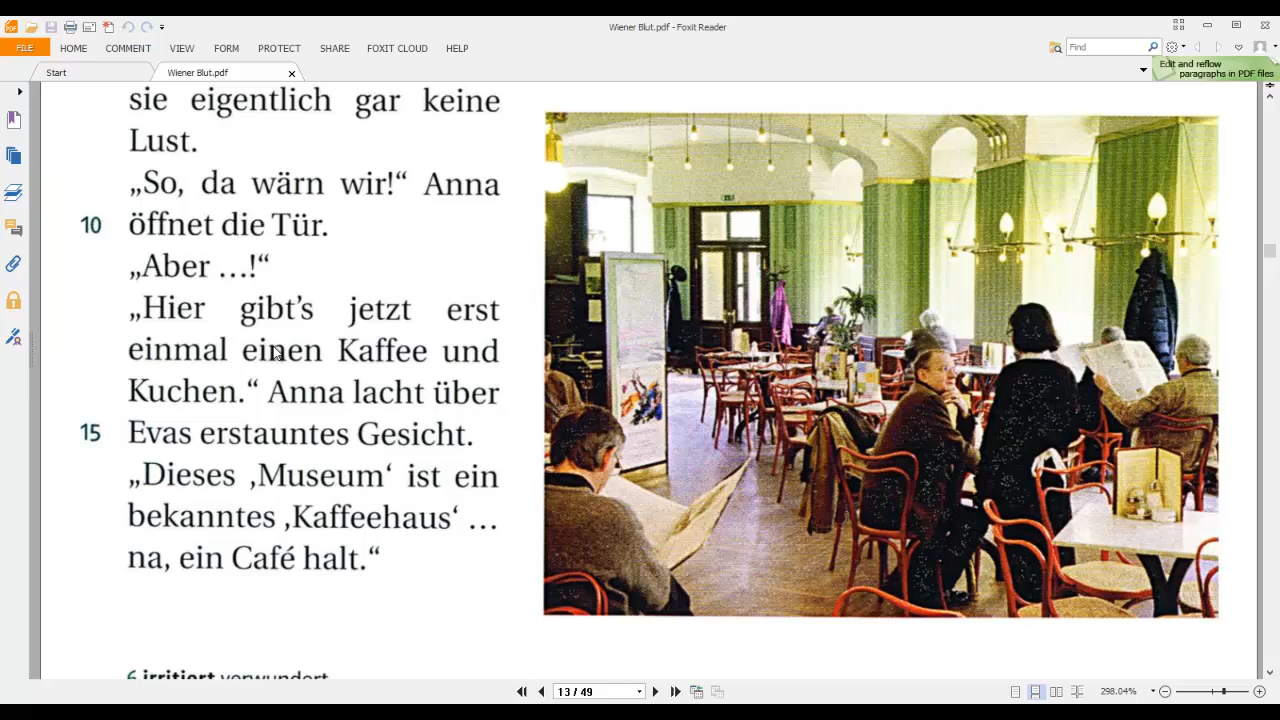 Wiener Blut.pdf - Foxit Reader
FILE HOME COMMENT VIEW FORM PROTECT SHARE FOXIT CLOUD HELP
Find
Start Wiener Blut.pdf
Edit and reflow
paragraphs in PDF files
sie eigentlich gar keine
Lust.
„So, da wärn wir!“ Anna
10 öffnet die Tür.
„Aber …!“
„Hier gibt’s jetzt erst
einmal einen Kaffee und
Kuchen.“ Anna lacht über
15 Evas erstauntes Gesicht.
„Dieses ‚Museum‘ ist ein
bekanntes ‚Kaffeehaus‘ …
na, ein Café halt.“
6 irritiert verwundert
13 / 49
298.04%